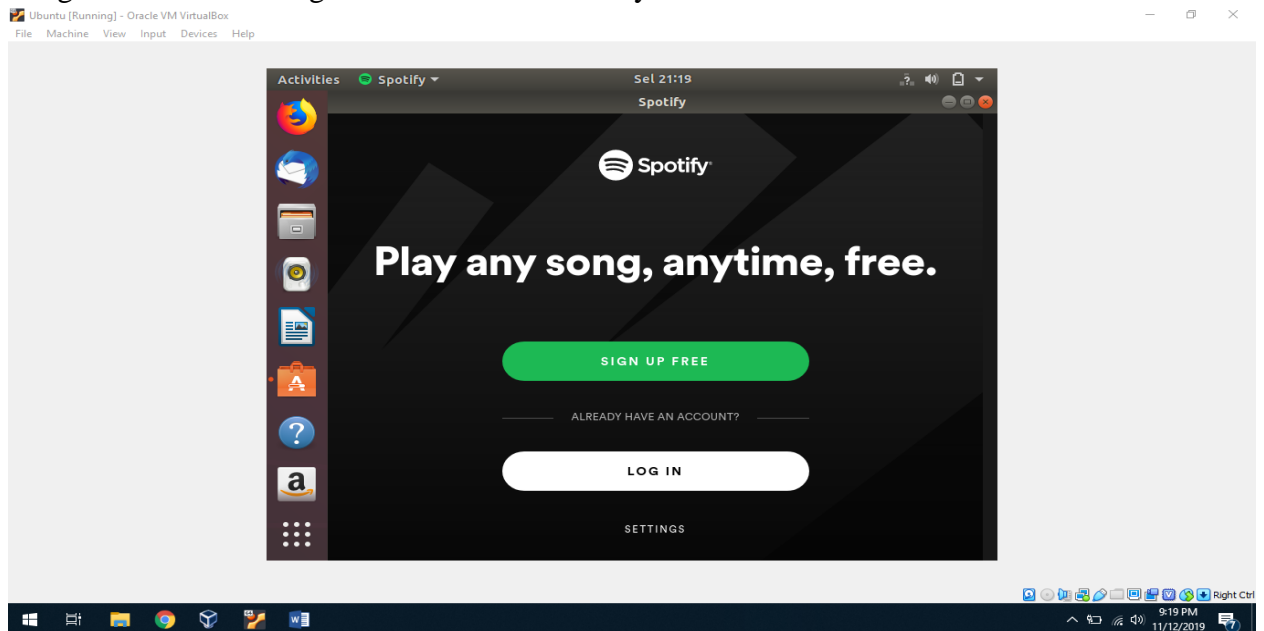 Ubuntu [Running] - Oracle VM VirtualBox
File Machine View Input Devices Help
Activities Spotify Sel 21:19
Spotify
Spotify
Play any song, anytime, free.
SIGN UP FREE
ALREADY HAVE AN ACCOUNT?
LOG IN
SETTINGS
Right Ctrl
9:19 PM
11/12/2019